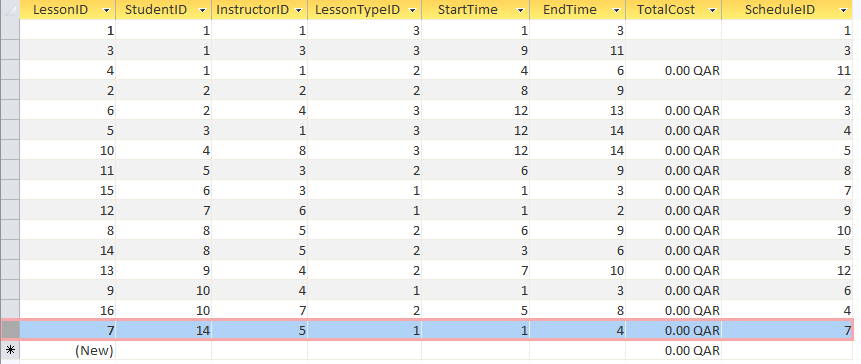 LessonID StudentID InstructorID LessonTypeID StartTime EndTime TotalCost ScheduleID
1 1 1 3 1 3 1
3 1 3 3 9 11 3
4 1 1 2 4 6 0.00 QAR 11
2 2 2 2 8 9 2
6 2 4 3 12 13 0.00 QAR 3
5 3 1 3 12 14 0.00 QAR 4
10 4 8 3 12 14 0.00 QAR 5
11 5 3 2 6 9 0.00 QAR 8
15 6 3 1 1 3 0.00 QAR 7
12 7 6 1 1 2 0.00 QAR 9
8 8 5 2 6 9 0.00 QAR 10
14 8 5 2 3 6 0.00 QAR 5
13 9 4 2 7 10 0.00 QAR 12
9 10 4 1 1 3 0.00 QAR 6
16 10 7 2 5 8 0.00 QAR 4
7 14 5 1 1 4 0.00 QAR 7
(New) 0.00 QAR